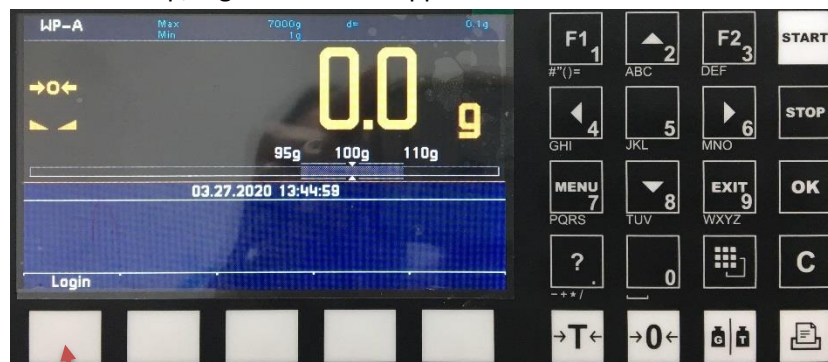 WP-A Max 7000g d= 0.1g
Min 1g
→0←
0.0 g
95g 100g 110g
03.27.2020 13:44:59
Login
F1 1 2 F2 3 START
#"()= ABC DEF
4 5 6 STOP
GHI JKL MNO
MENU 7 8 EXIT 9 OK
PQRS TUV WXYZ
? . 0 C
-+*/
→T← →0← G T